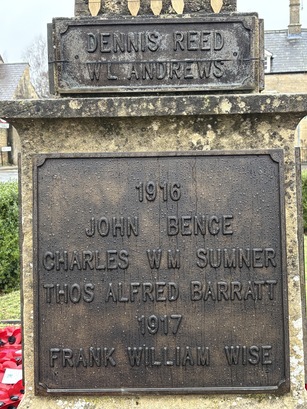 DENNIS REED
W.L. ANDREWS
1916
JOHN BENCE
CHARLES WM SUMNER
THOS ALFRED BARRATT
1917
FRANK WILLIAM WISE